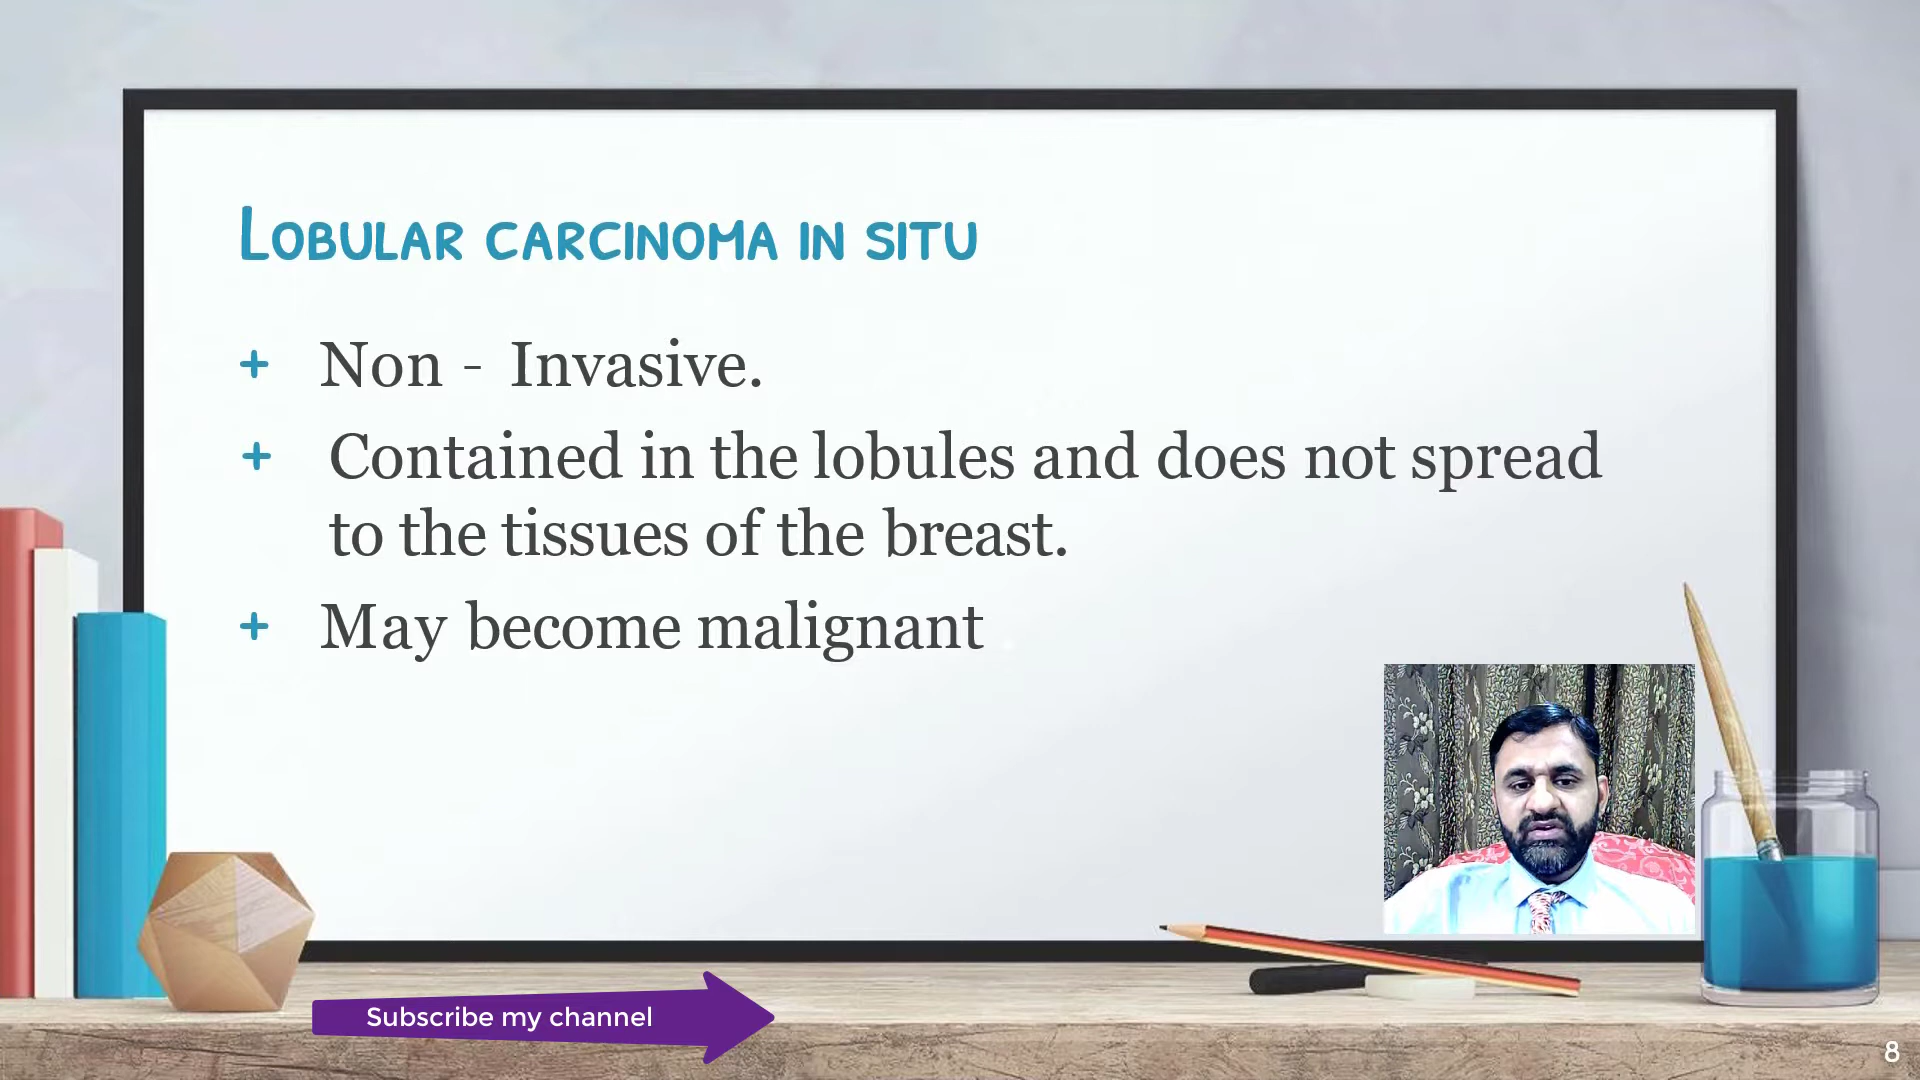 Lobular carcinoma in situ
+ Non - Invasive.
+ Contained in the lobules and does not spread
to the tissues of the breast.
+ May become malignant
Subscribe my channel
8